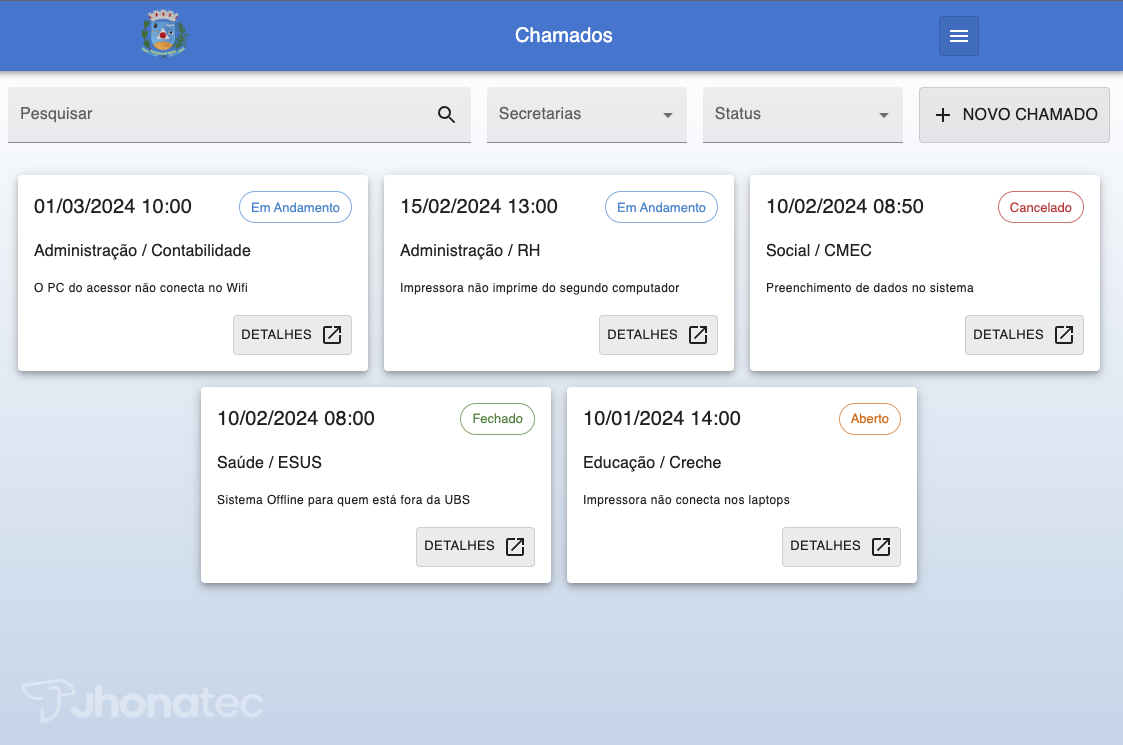 Chamados
Pesquisar
Secretarias
Status
NOVO CHAMADO
01/03/2024 10:00
Em Andamento
Administração / Contabilidade
O PC do acessor não conecta no Wifi
DETALHES
15/02/2024 13:00
Em Andamento
Administração / RH
Impressora não imprime do segundo computador
DETALHES
10/02/2024 08:50
Cancelado
Social / CMEC
Preenchimento de dados no sistema
DETALHES
10/02/2024 08:00
Fechado
Saúde / ESUS
Sistema Offline para quem está fora da UBS
DETALHES
10/01/2024 14:00
Aberto
Educação / Creche
Impressora não conecta nos laptops
DETALHES
Jhonatec